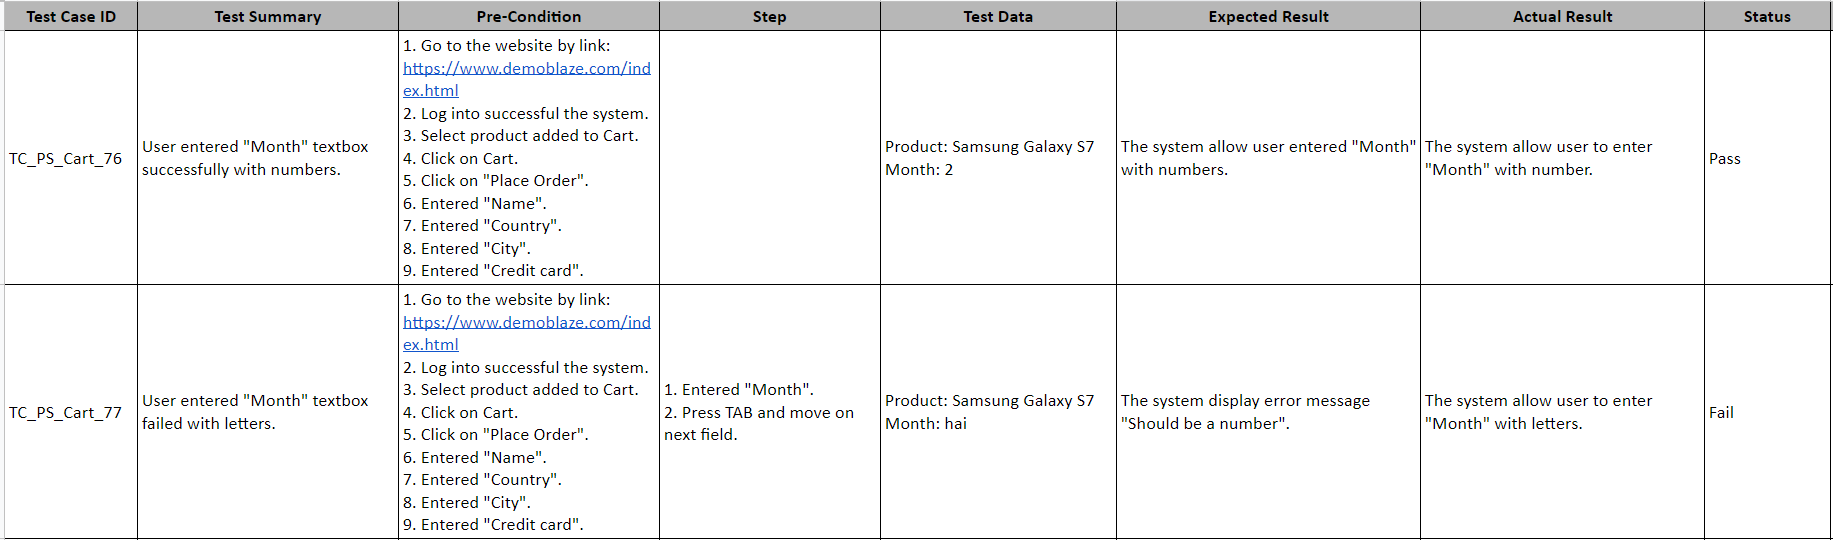 Test Case ID Test Summary Pre-Condition Step Test Data Expected Result Actual Result Status
TC_PS_Cart_76
User entered "Month" textbox
successfully with numbers.
1. Go to the website by link:
https://www.demoblaze.com/ind
ex.html
2. Log into successful the system.
3. Select product added to Cart.
4. Click on Cart.
5. Click on "Place Order".
6. Entered "Name".
7. Entered "Country".
8. Entered "City".
9. Entered "Credit card".
Product: Samsung Galaxy S7
Month: 2
The system allow user entered "Month"
with numbers.
The system allow user to enter
"Month" with number.
Pass
TC_PS_Cart_77
User entered "Month" textbox
failed with letters.
1. Go to the website by link:
https://www.demoblaze.com/ind
ex.html
2. Log into successful the system.
3. Select product added to Cart.
4. Click on Cart.
5. Click on "Place Order".
6. Entered "Name".
7. Entered "Country".
8. Entered "City".
9. Entered "Credit card".
1. Entered "Month".
2. Press TAB and move on
next field.
Product: Samsung Galaxy S7
Month: hai
The system display error message
"Should be a number".
The system allow user to enter
"Month" with letters.
Fail